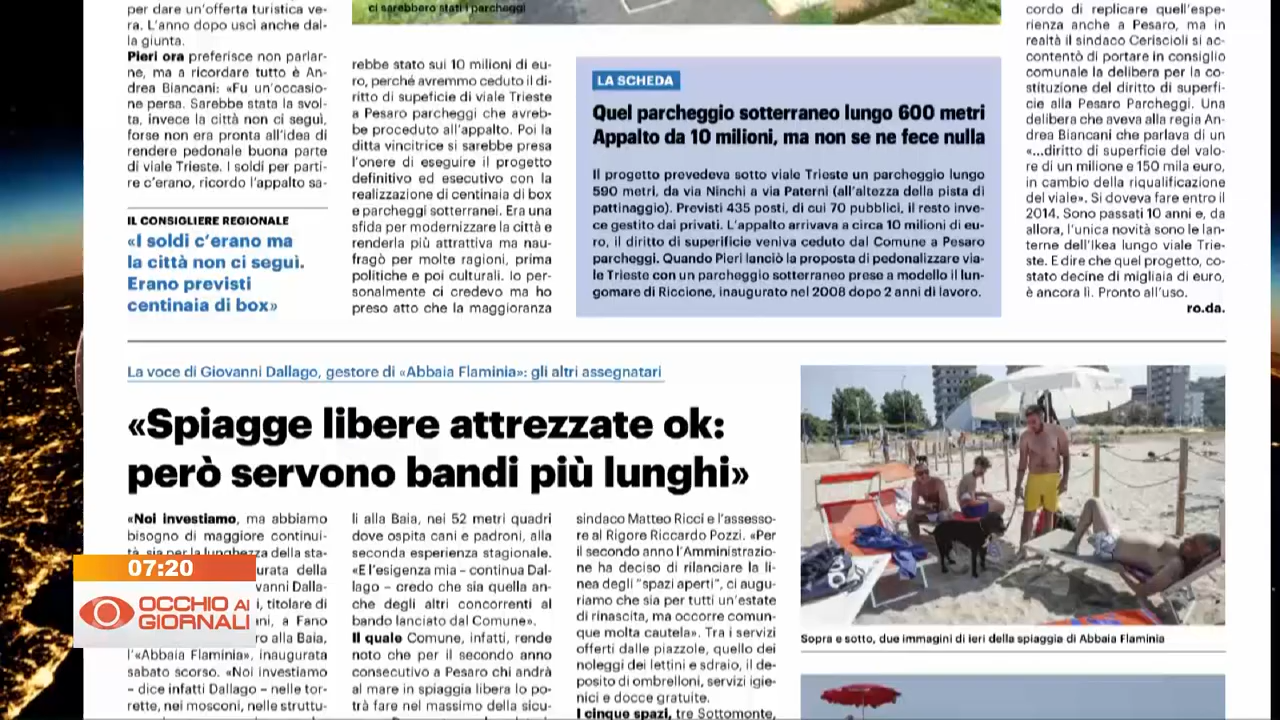 per dare un'offerta turistica ve-
ra. L'anno dopo uscì anche dal-
la giunta.
Pieri ora preferisce non parlar-
ne, ma a ricordare tutto è An-
drea Biancani: «Fu un'occasio-
ne persa. Sarebbe stata la svol-
ta, invece la città non ci seguì,
forse non era pronta all'idea di
rendere pedonale buona parte
di viale Trieste. I soldi per parti-
re c'erano, ricordo l'appalto sa-
IL CONSIGLIERE REGIONALE
«I soldi c'erano ma
la città non ci seguì.
Erano previsti
centinaia di box»
ci sarebbero stati i parcheggi
rebbe stato sui 10 milioni di eu-
ro, perché avremmo ceduto il di-
ritto di supeficie di viale Trieste
a Pesaro parcheggi che avreb-
be proceduto all'appalto. Poi la
ditta vincitrice si sarebbe presa
l'onere di eseguire il progetto
definitivo ed esecutivo con la
realizzazione di centinaia di box
e parcheggi sotterranei. Era una
sfida per modernizzare la città e
renderla più attrattiva ma nau-
fragò per molte ragioni, prima
politiche e poi culturali. Io per-
sonalmente ci credevo ma ho
preso atto che la maggioranza
LA SCHEDA
Quel parcheggio sotterraneo lungo 600 metri
Appalto da 10 milioni, ma non se ne fece nulla
Il progetto prevedeva sotto viale Trieste un parcheggio lungo
590 metri, da via Ninchi a via Paterni (all'altezza della pista di
pattinaggio). Previsti 435 posti, di cui 70 pubblici, il resto inve-
ce gestito dai privati. L'appalto arrivava a circa 10 milioni di eu-
ro, il diritto di superficie veniva ceduto dal Comune a Pesaro
parcheggi. Quando Pieri lanciò la proposta di pedonalizzare via-
le Trieste con un parcheggio sotterraneo prese a modello il lun-
gomare di Riccione, inaugurato nel 2008 dopo 2 anni di lavoro.
cordo di replicare quell'espe-
rienza anche a Pesaro, ma in
realtà il sindaco Ceriscioli si ac-
contentò di portare in consiglio
comunale la delibera per la co-
stituzione del diritto di superfi-
cie alla Pesaro Parcheggi. Una
delibera che aveva alla regia An-
drea Biancani che parlava di un
«...diritto di superficie del valo-
re di un milione e 150 mila euro,
in cambio della riqualificazione
del viale». Si doveva fare entro il
2014. Sono passati 10 anni e, da
allora, l'unica novità sono le lan-
terne dell'Ikea lungo viale Trie-
ste. E dire che quel progetto, co-
stato decine di migliaia di euro,
è ancora lì. Pronto all'uso.
ro.da.
La voce di Giovanni Dallago, gestore di «Abbaia Flaminia»: gli altri assegnatari
«Spiagge libere attrezzate ok:
però servono bandi più lunghi»
«Noi investiamo, ma abbiamo
bisogno di maggiore continui-
tà, sia per la lunghezza della sta-
urata della
vanni Dalla-
i, titolare di
ani, a Fano
ro alla Baia,
l'«Abbaia Flaminia», inaugurata
sabato scorso. «Noi investiamo
– dice infatti Dallago – nelle tor-
rette, nei mosconi, nelle struttu-
li alla Baia, nei 52 metri quadri
dove ospita cani e padroni, alla
seconda esperienza stagionale.
«E l'esigenza mia – continua Dal-
lago – credo che sia quella an-
che degli altri concorrenti al
bando lanciato dal Comune».
Il quale Comune, infatti, rende
noto che per il secondo anno
consecutivo a Pesaro chi andrà
al mare in spiaggia libera lo po-
trà fare nel massimo della sicu-
sindaco Matteo Ricci e l'assesso-
re al Rigore Riccardo Pozzi. «Per
il secondo anno l'Amministrazio-
ne ha deciso di rilanciare la li-
nea degli "spazi aperti", ci augu-
riamo che sia per tutti un'estate
di rinascita, ma occorre comun-
que molta cautela». Tra i servizi
offerti dalle piazzole, quello dei
noleggi dei lettini e sdraio, il de-
posito di ombrelloni, servizi igie-
nici e docce gratuite.
I cinque spazi, tre Sottomonte,
Sopra e sotto, due immagini di ieri della spiaggia di Abbaia Flaminia
07:20
OCCHIO AI
GIORNALI